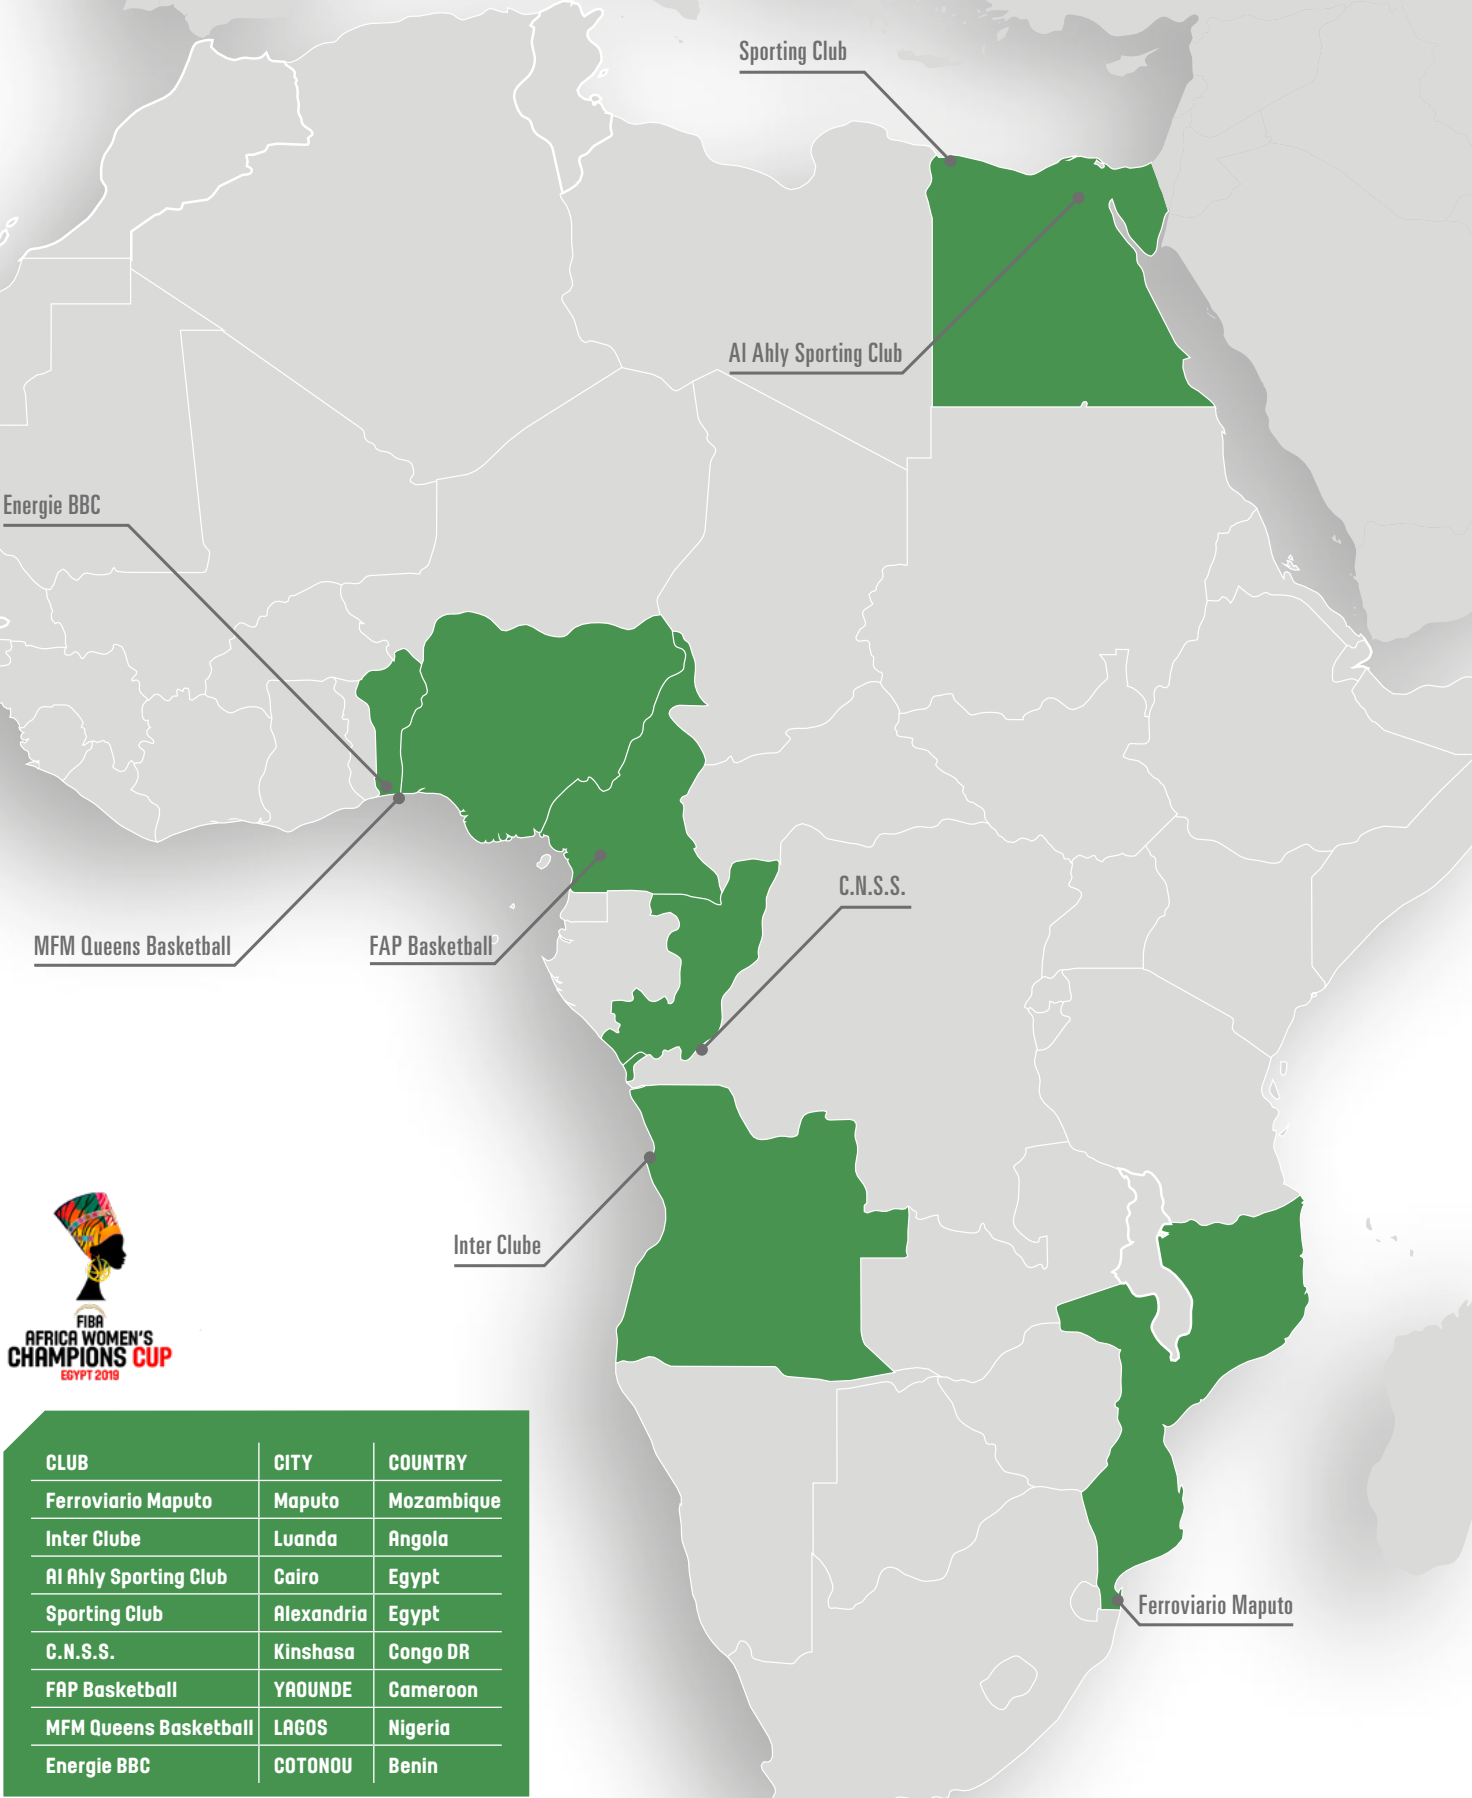 Sporting Club
Al Ahly Sporting Club
Energie BBC
C.N.S.S.
MFM Queens Basketball
FAP Basketball
Inter Clube
FIBA
AFRICA WOMEN'S
CHAMPIONS CUP
EGYPT 2019
CLUB CITY COUNTRY
Ferroviario Maputo Maputo Mozambique
Inter Clube Luanda Angola
Al Ahly Sporting Club Cairo Egypt
Sporting Club Alexandria Egypt
C.N.S.S. Kinshasa Congo DR
FAP Basketball YAOUNDE Cameroon
MFM Queens Basketball LAGOS Nigeria
Energie BBC COTONOU Benin
Ferroviario Maputo